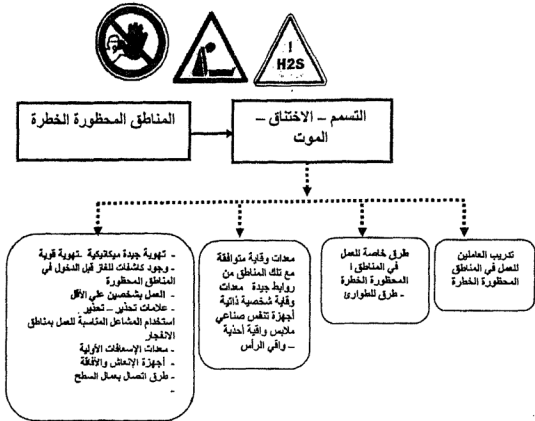 !
H2S
المناطق المحظورة الخطرة
التسمم – الاختناق –
الموت
تدريب العاملين
للعمل في المناطق
المحظورة الخطرة
طرق خاصة للعمل
في المناطق ا
المحظورة الخطرة
- طرق للطوارئ
معدات وقاية متوافقة
مع تلك المناطق من
روابط جيدة معدات
وقاية شخصية ذاتية
أجهزة تنفس صناعي
ملابس واقية أحذية
– واقي الرأس
- تهوية جيدة ميكانيكية -تهوية قوية
- وجود كاشفات للغاز قبل الدخول في
المناطق المحظورة
- العمل بشخصين علي الأقل
- علامات تحذير – تحذير
استخدام المشاعل المناسبة للعمل بمناطق
الانفجار
- معدات الإسعافات الأولية
- أجهزة الإنعاش والأفاقة
- طرق اتصال بعمال السطح
-